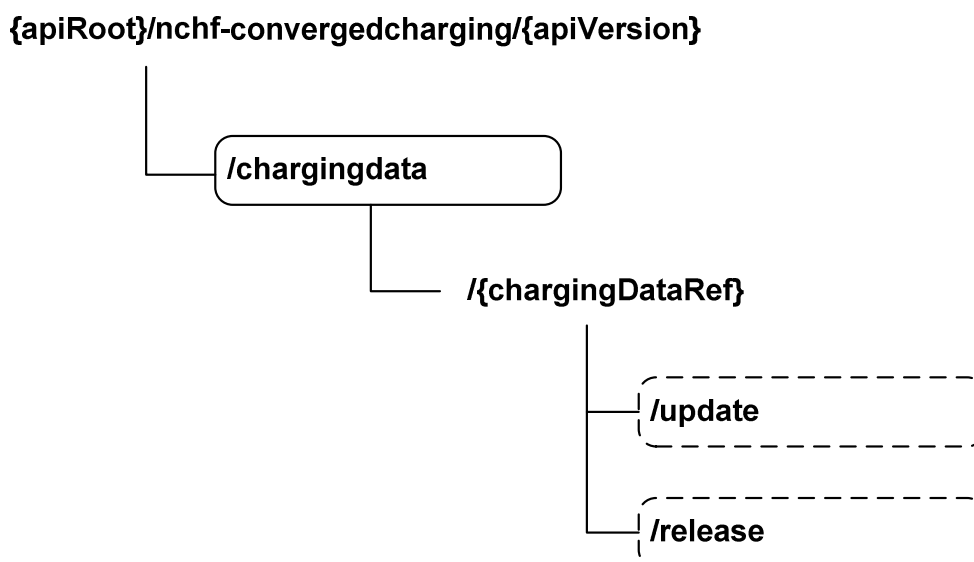 {apiRoot}/nchf-convergedcharging/{apiVersion}
/chargingdata
/{chargingDataRef}
/update
/release